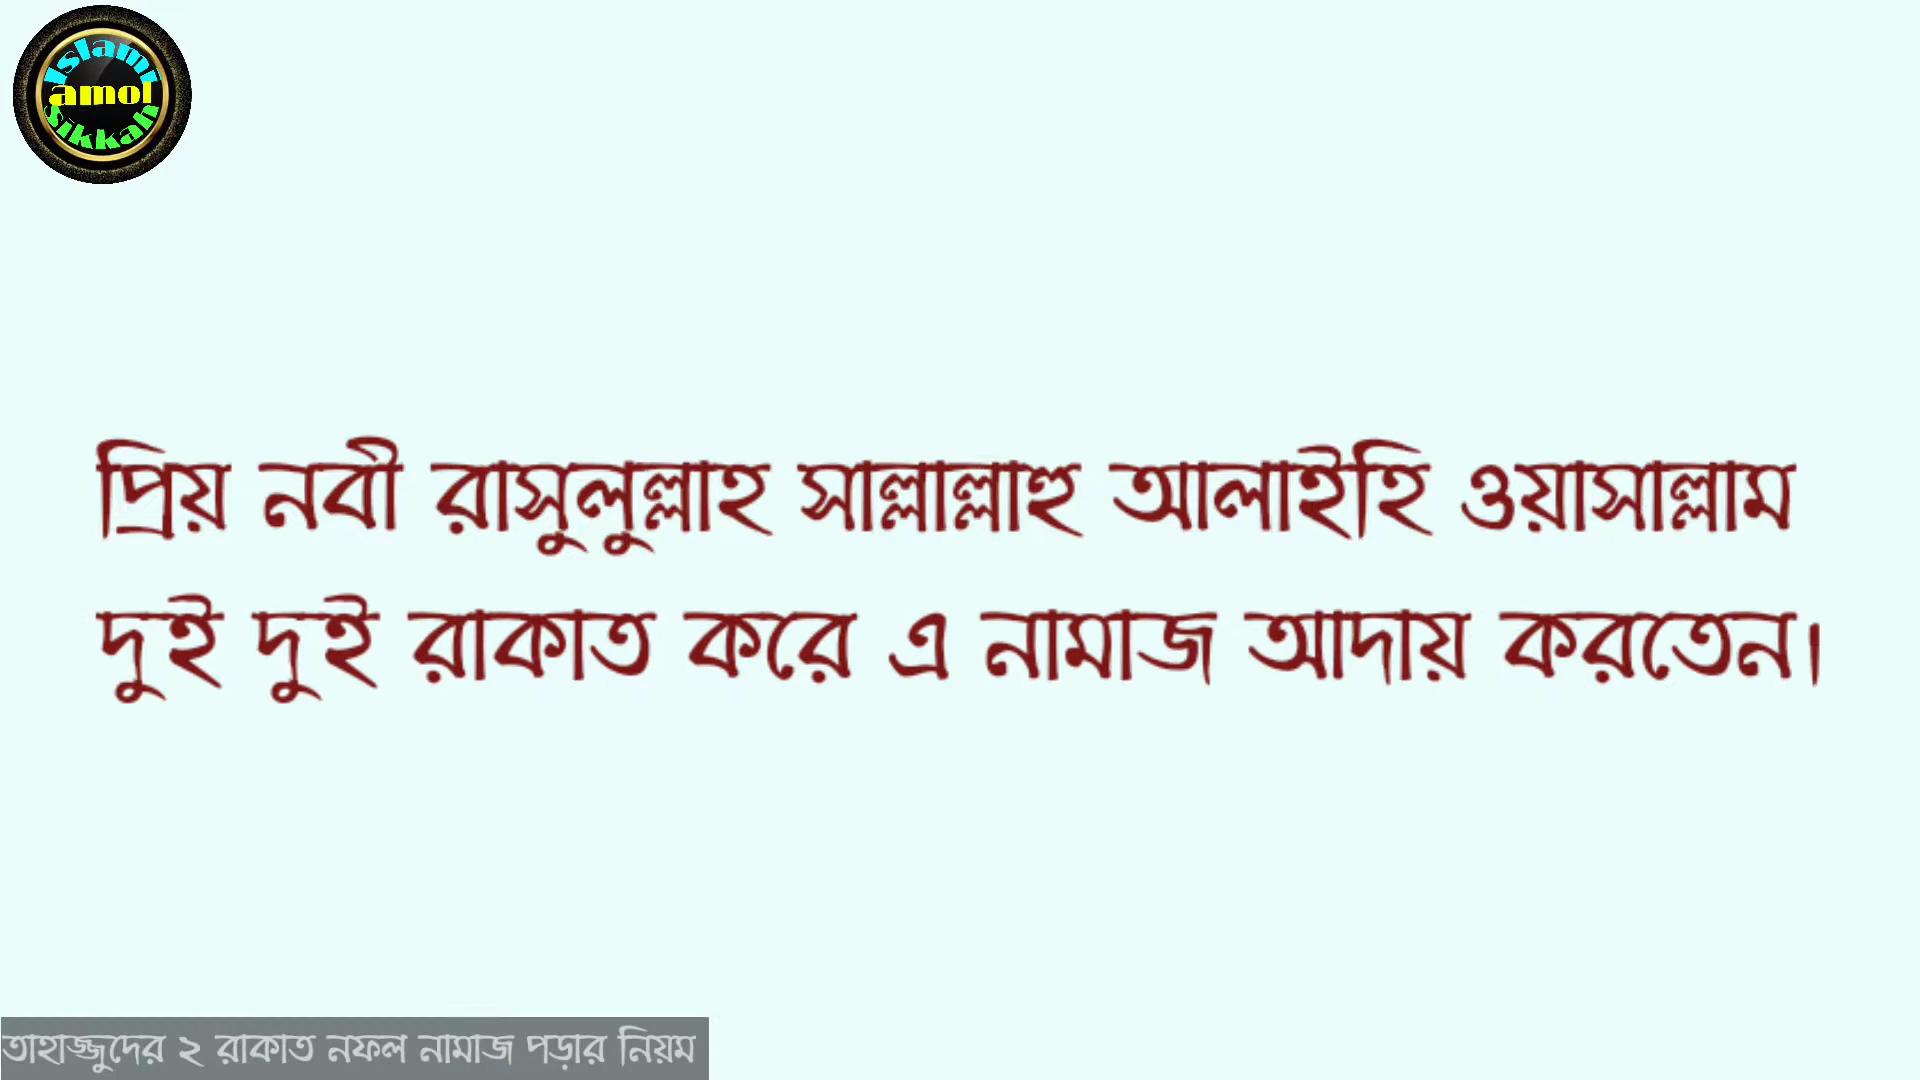 Islami
amol
sikkah
প্রিয় নবী রাসুলুল্লাহ সাল্লাল্লাহু আলাইহি ওয়াসাল্লাম
দুই দুই রাকাত করে এ নামাজ আদায় করতেন।
তাহাজ্জুদের ২ রাকাত নফল নামাজ পড়ার নিয়ম